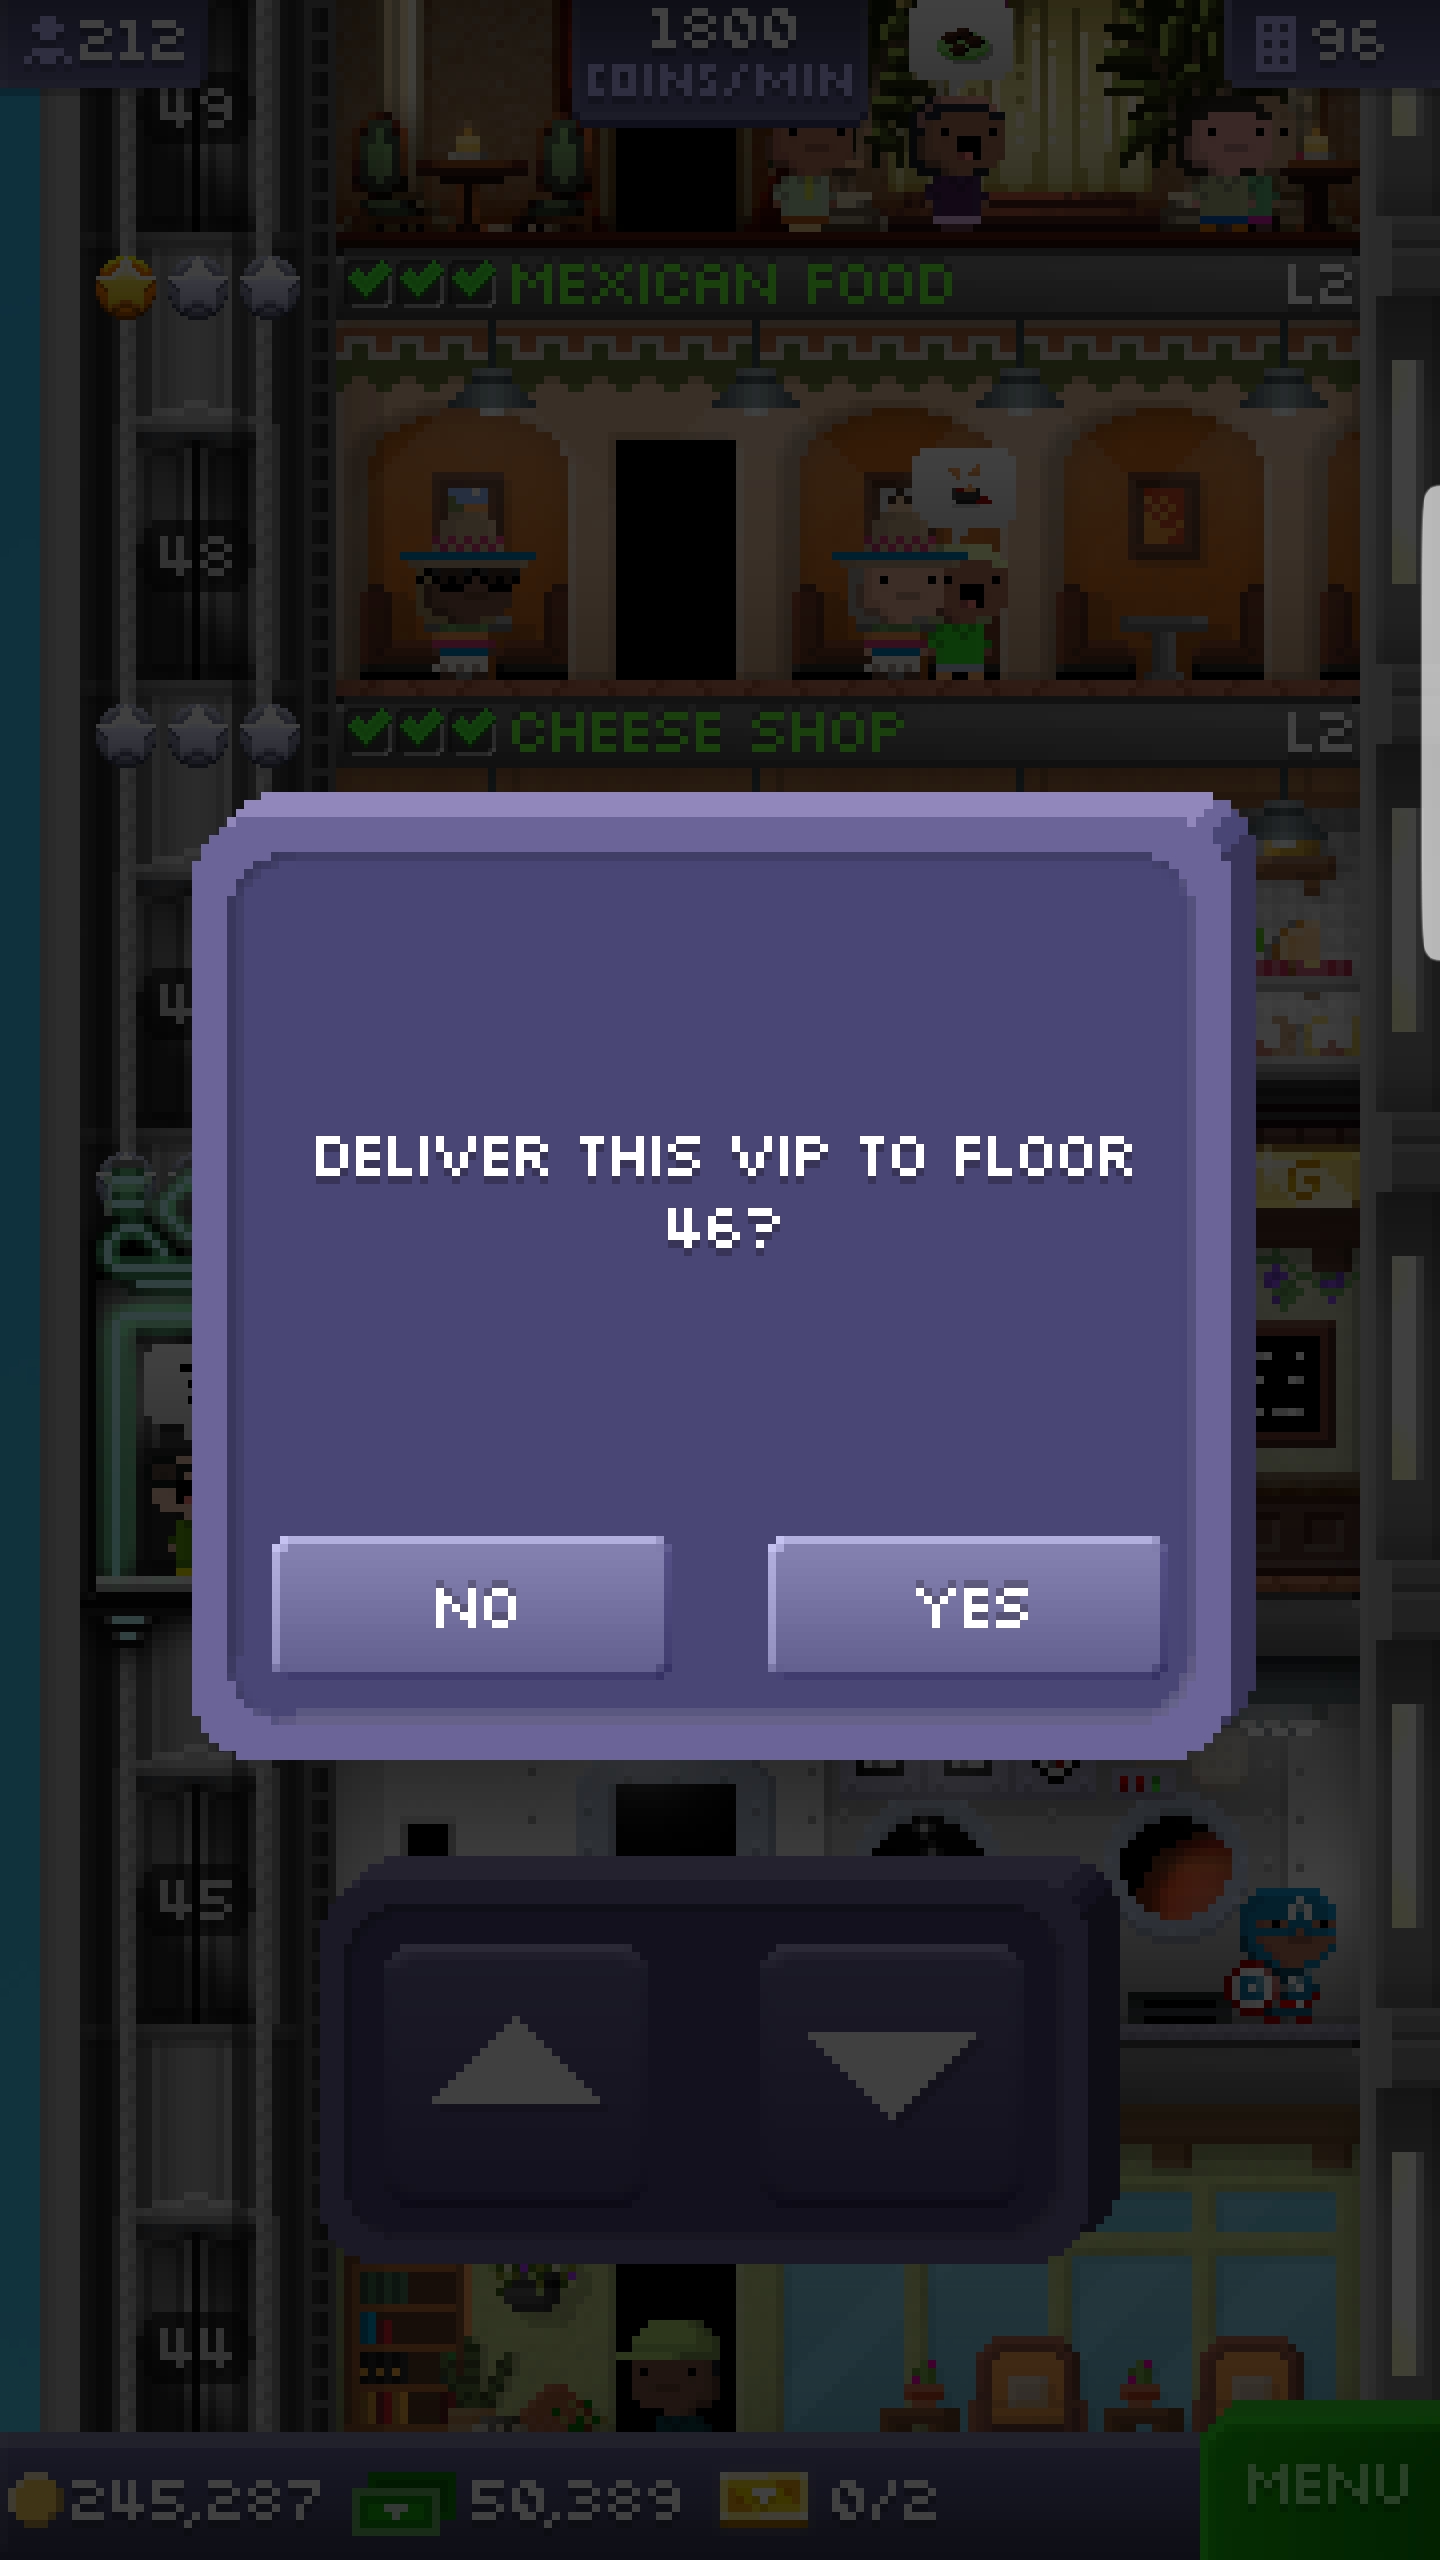 212
1800
COINS/MIN
96
49
MEXICAN FOOD L2
48
CHEESE SHOP L2
DELIVER THIS VIP TO FLOOR
46?
NO YES
45
44
245,287 50,389 0/2 MENU